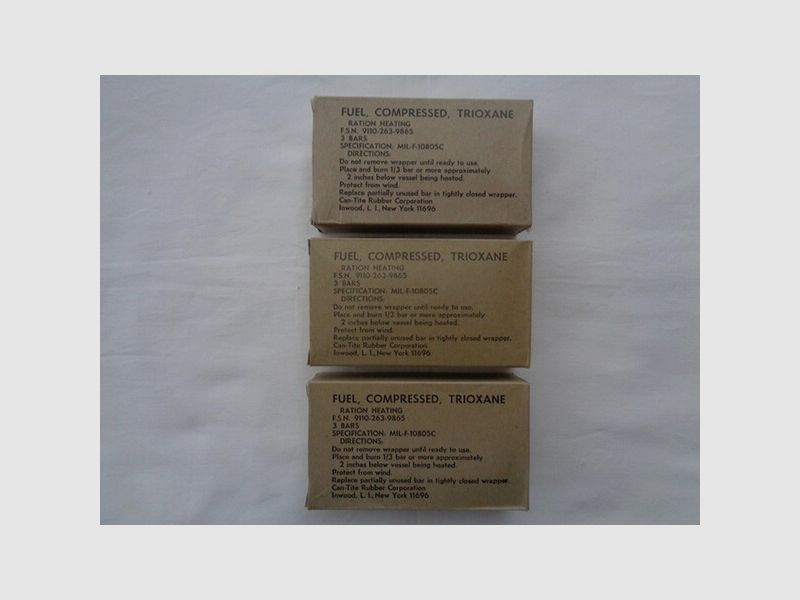 FUEL, COMPRESSED, TRIOXANE
RATION HEATING
F.S.N. 9110-263-9865
3 BARS
SPECIFICATION: MIL-F-10805C
DIRECTIONS:
Do not remove wrapper until ready to use.
Place and burn 1/3 bar or more approximately
2 inches below vessel being heated.
Protect from wind.
Replace partially unused bar in tightly closed wrapper.
Can-Tite Rubber Corporation
Inwood, L. I., New York 11696
FUEL, COMPRESSED, TRIOXANE
RATION HEATING
F.S.N. 9110-263-9865
3 BARS
SPECIFICATION: MIL-F-10805C
DIRECTIONS:
Do not remove wrapper until ready to use.
Place and burn 1/3 bar or more approximately
2 inches below vessel being heated.
Protect from wind.
Replace partially unused bar in tightly closed wrapper.
Can-Tite Rubber Corporation
Inwood, L. I., New York 11696
FUEL, COMPRESSED, TRIOXANE
RATION HEATING
F.S.N. 9110-263-9865
3 BARS
SPECIFICATION: MIL-F-10805C
DIRECTIONS:
Do not remove wrapper until ready to use.
Place and burn 1/3 bar or more approximately
2 inches below vessel being heated.
Protect from wind.
Replace partially unused bar in tightly closed wrapper.
Can-Tite Rubber Corporation
Inwood, L. I., New York 11696